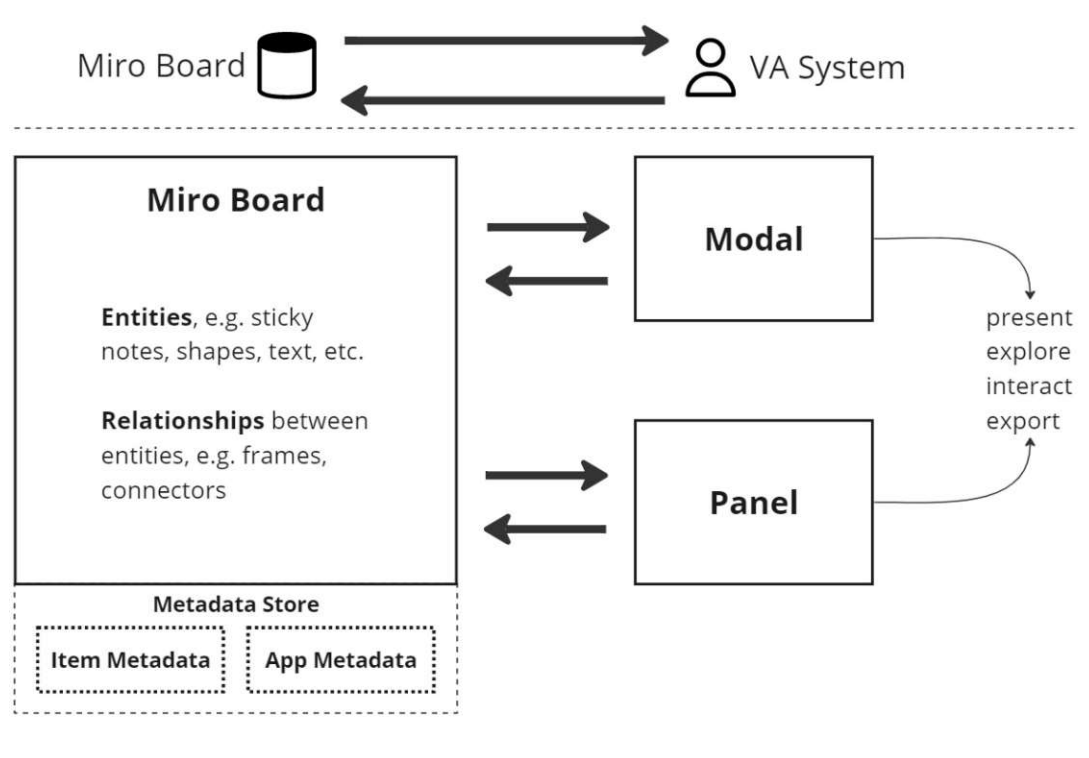 Miro Board
VA System
Miro Board
Entities, e.g. sticky
notes, shapes, text, etc.
Relationships between
entities, e.g. frames,
connectors
Metadata Store
Item Metadata
App Metadata
Modal
Panel
present
explore
interact
export